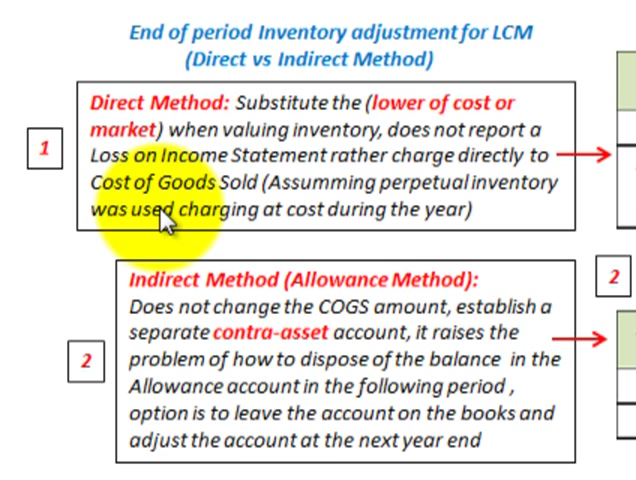 End of period Inventory adjustment for LCM
(Direct vs Indirect Method)
1
Direct Method: Substitute the (lower of cost or
market) when valuing inventory, does not report a
Loss on Income Statement rather charge directly to
Cost of Goods Sold (Assumming perpetual inventory
was used charging at cost during the year)
2
2
Indirect Method (Allowance Method):
Does not change the COGS amount, establish a
separate contra-asset account, it raises the
problem of how to dispose of the balance in the
Allowance account in the following period ,
option is to leave the account on the books and
adjust the account at the next year end